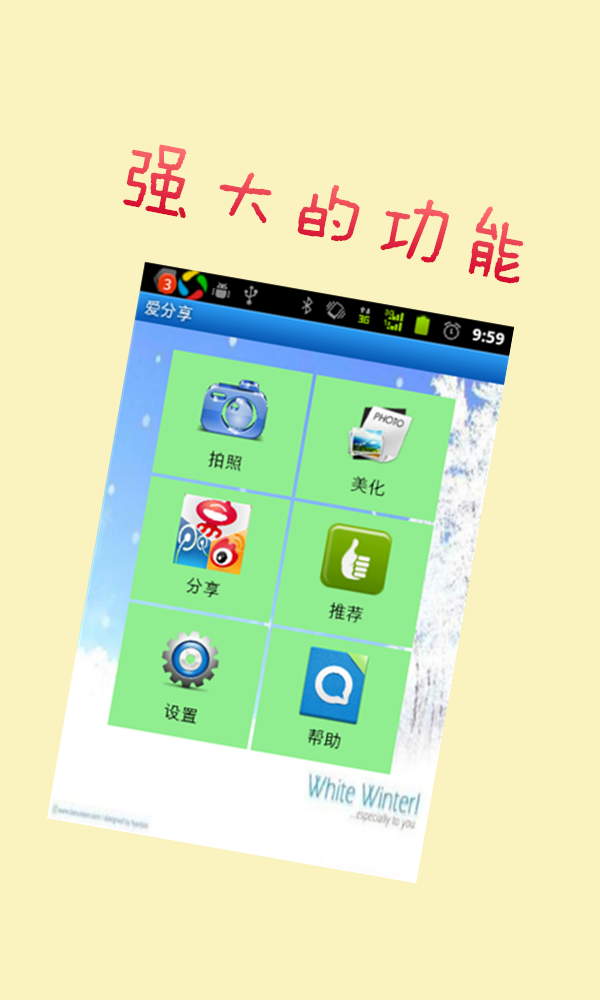 强大的功能
3
3G
3G
9:59
爱分享
PHOTO
拍照
美化
分享
推荐
设置
帮助
White Winter!
...especially to you